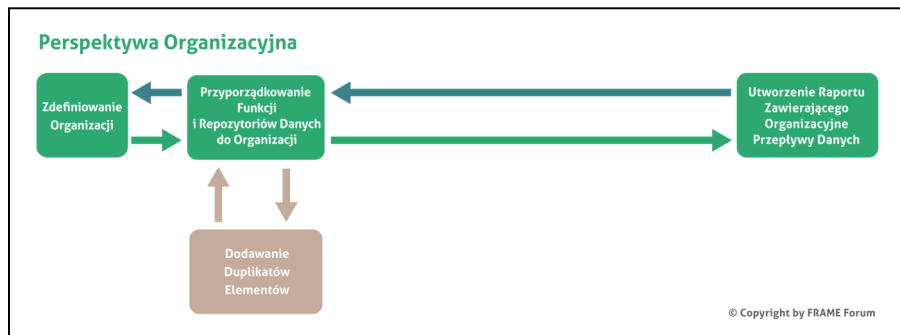 Perspektywa Organizacyjna
Zdefiniowanie
Organizacji
Przyporządkowanie
Funkcji
i Repozytoriów Danych
do Organizacji
Utworzenie Raportu
Zawierającego
Organizacyjne
Przepływy Danych
Dodawanie
Duplikatów
Elementów
© Copyright by FRAME Forum